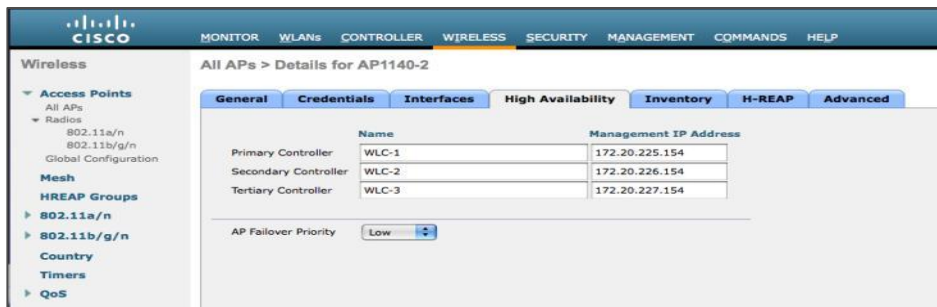 CISCO
MONITOR WLANs CONTROLLER WIRELESS SECURITY MANAGEMENT COMMANDS HELP
Wireless
Access Points
All APs
Radios
802.11a/n
802.11b/g/n
Global Configuration
Mesh
HREAP Groups
802.11a/n
802.11b/g/n
Country
Timers
QoS
All APs > Details for AP1140-2
General Credentials Interfaces High Availability Inventory H-REAP Advanced
Name Management IP Address
Primary Controller WLC-1 172.20.225.154
Secondary Controller WLC-2 172.20.226.154
Tertiary Controller WLC-3 172.20.227.154
AP Failover Priority Low